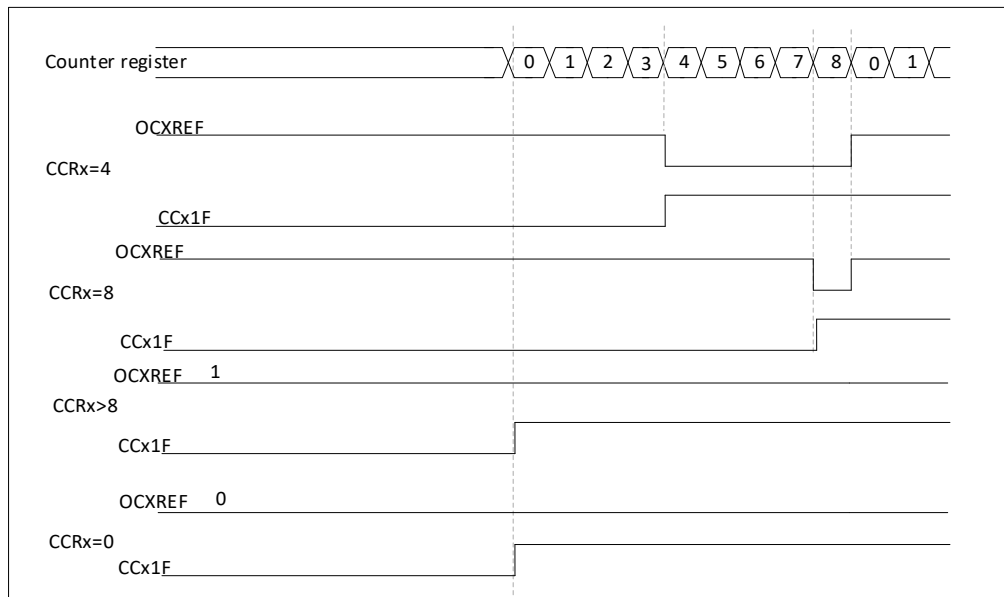 Counter register 0 1 2 3 4 5 6 7 8 0 1
OCXREF
CCRx=4
CCx1F
OCXREF
CCRx=8
CCx1F
OCXREF 1
CCRx>8
CCx1F
OCXREF 0
CCRx=0
CCx1F